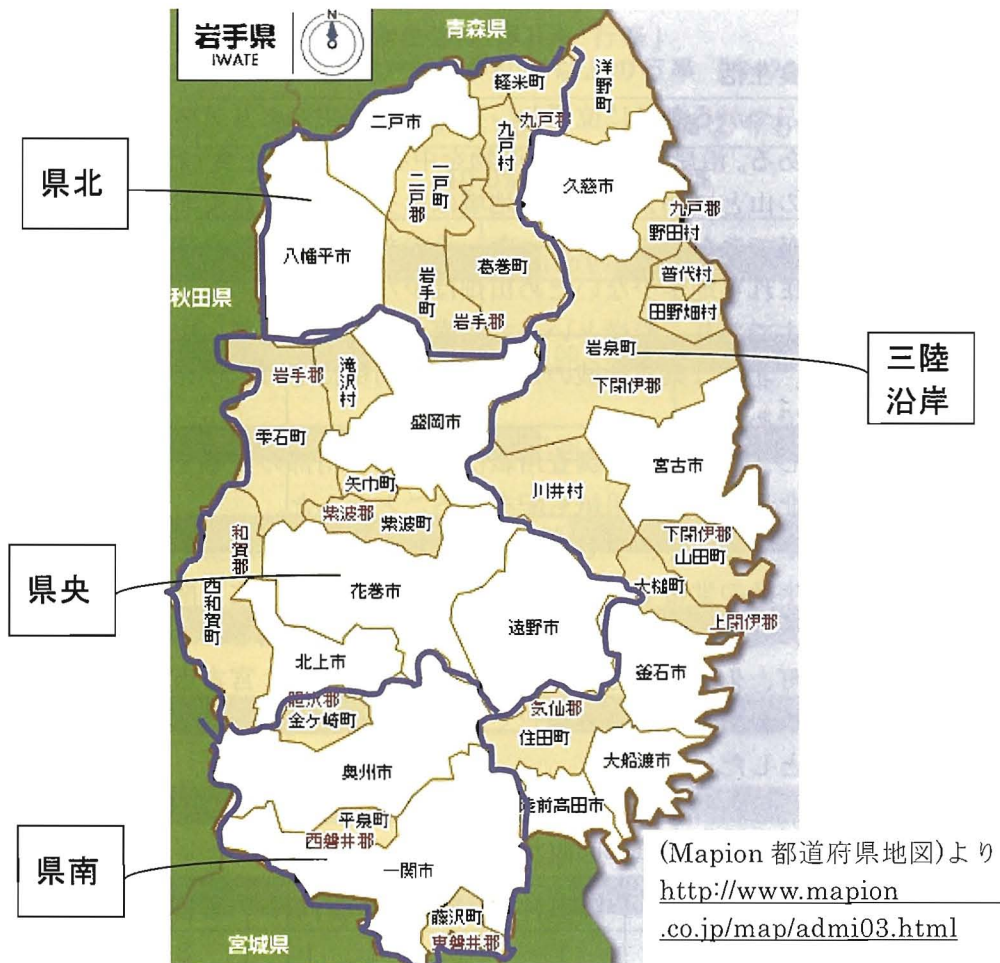 岩手県
IWATE
N
青森県
洋野町
軽米町
九戸郡
二戸市
九戸村
一戸町
二戸郡
久慈市
県北
九戸郡
野田村
八幡平市
葛巻町
岩手町
普代村
秋田県
田野畑村
岩手郡
岩泉町
下閉伊郡
三陸
沿岸
岩手郡
滝沢村
盛岡市
雫石町
宮古市
矢巾町
川井村
紫波郡
紫波町
下閉伊郡
山田町
和賀郡
西和賀町
大槌町
県央
花巻市
上閉伊郡
遠野市
北上市
釜石市
胆沢郡
金ケ崎町
気仙郡
住田町
大船渡市
奥州市
陸前高田市
平泉町
西磐井郡
県南
一関市
藤沢町
東磐井郡
宮城県
(Mapion 都道府県地図)より
http://www.mapion
.co.jp/map/admi03.html